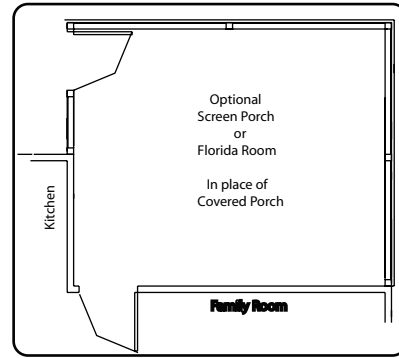 Optional
Screen Porch
or
Florida Room
In place of
Covered Porch
Kitchen
Family Room